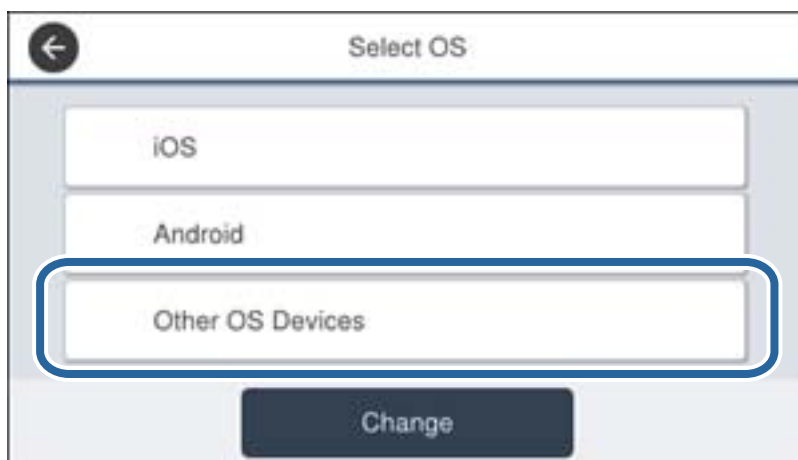 Select OS
iOS
Android
Other OS Devices
Change